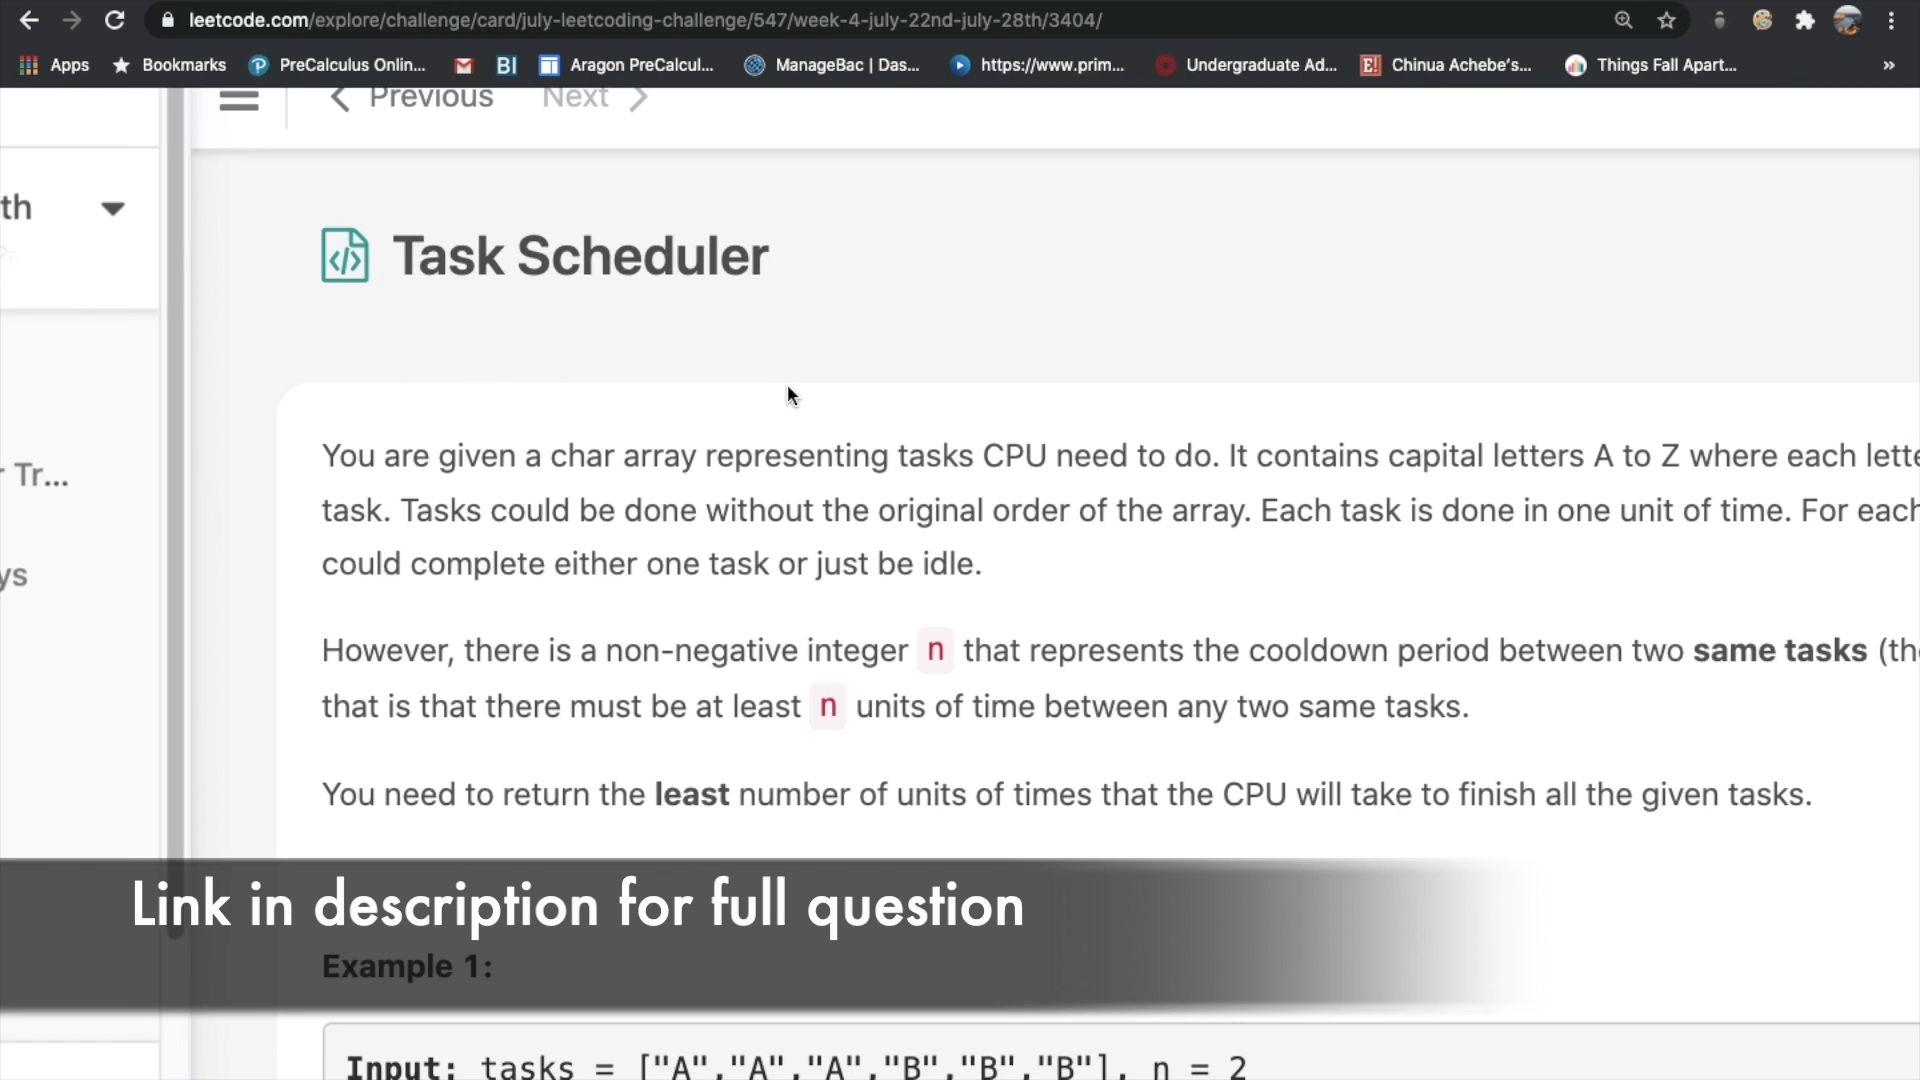 leetcode.com/explore/challenge/card/july-leetcoding-challenge/547/week-4-july-22nd-july-28th/3404/
Apps Bookmarks PreCalculus Onlin... BI Aragon PreCalcul... ManageBac | Das... https://www.prim... Undergraduate Ad... E! Chinua Achebe's... Things Fall Apart... »
Previous Next
th
</> Task Scheduler
You are given a char array representing tasks CPU need to do. It contains capital letters A to Z where each lette
r Tr...
task. Tasks could be done without the original order of the array. Each task is done in one unit of time. For each
could complete either one task or just be idle.
ys
However, there is a non-negative integer n that represents the cooldown period between two same tasks (the
that is that there must be at least n units of time between any two same tasks.
You need to return the least number of units of times that the CPU will take to finish all the given tasks.
Link in description for full question
Example 1:
Input: tasks = ["A","A","A","B","B","B"], n = 2